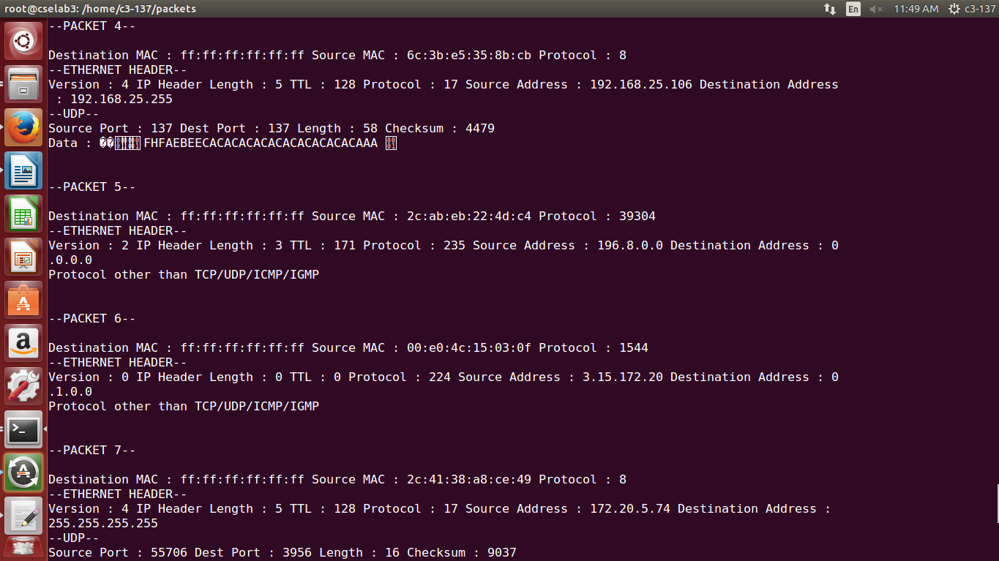 root@cselab3: /home/c3-137/packets
En
11:49 AM
c3-137
--PACKET 4--
Destination MAC : ff:ff:ff:ff:ff:ff Source MAC : 6c:3b:e5:35:8b:cb Protocol : 8
--ETHERNET HEADER--
Version : 4 IP Header Length : 5 TTL : 128 Protocol : 17 Source Address : 192.168.25.106 Destination Address
: 192.168.25.255
--UDP--
Source Port : 137 Dest Port : 137 Length : 58 Checksum : 4479
Data : �� FHFAEBEECACACACACACACACACACACAAA
--PACKET 5--
Destination MAC : ff:ff:ff:ff:ff:ff Source MAC : 2c:ab:eb:22:4d:c4 Protocol : 39304
--ETHERNET HEADER--
Version : 2 IP Header Length : 3 TTL : 171 Protocol : 235 Source Address : 196.8.0.0 Destination Address : 0
.0.0.0
Protocol other than TCP/UDP/ICMP/IGMP
--PACKET 6--
Destination MAC : ff:ff:ff:ff:ff:ff Source MAC : 00:e0:4c:15:03:0f Protocol : 1544
--ETHERNET HEADER--
Version : 0 IP Header Length : 0 TTL : 0 Protocol : 224 Source Address : 3.15.172.20 Destination Address : 0
.1.0.0
Protocol other than TCP/UDP/ICMP/IGMP
--PACKET 7--
Destination MAC : ff:ff:ff:ff:ff:ff Source MAC : 2c:41:38:a8:ce:49 Protocol : 8
--ETHERNET HEADER--
Version : 4 IP Header Length : 5 TTL : 128 Protocol : 17 Source Address : 172.20.5.74 Destination Address :
255.255.255.255
--UDP--
Source Port : 55706 Dest Port : 3956 Length : 16 Checksum : 9037